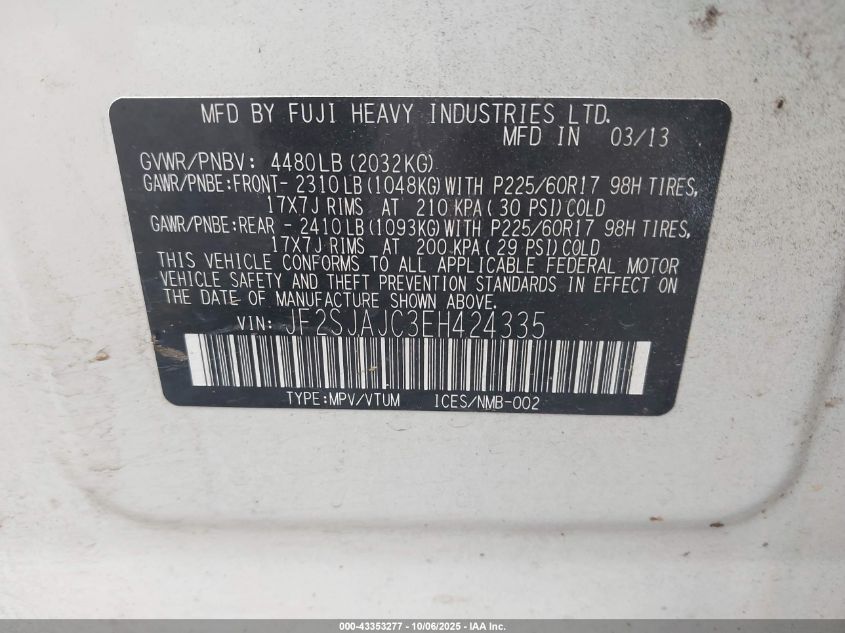 MFD BY FUJI HEAVY INDUSTRIES LTD.
MFD IN 03/13
GVWR/PNBV: 4480LB(2032KG)
GAWR/PNBE:FRONT- 2310LB(1048KG)WITH P225/60R17 98H TIRES,
17X7J RIMS AT 210 KPA(30 PSI)COLD
GAWR/PNBE:REAR - 2410LB(1093KG)WITH P225/60R17 98H TIRES,
17X7J RIMS AT 200 KPA(29 PSI)COLD
THIS VEHICLE CONFORMS TO ALL APPLICABLE FEDERAL MOTOR
VEHICLE SAFETY AND THEFT PREVENTION STANDARDS IN EFFECT ON
THE DATE OF MANUFACTURE SHOWN ABOVE.
VIN: JF2SJAJC3EH424335
TYPE:MPV/VTUM ICES/NMB-002
000-43353277 - 10/06/2025 - IAA Inc.